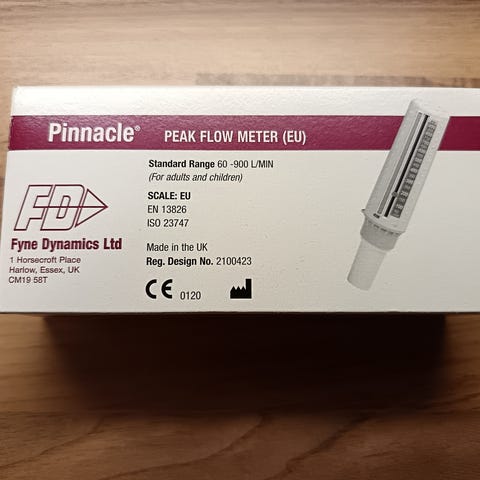 Pinnacle® PEAK FLOW METER (EU)
Standard Range 60 -900 L/MIN
(For adults and children)
SCALE: EU
EN 13826
ISO 23747
FD
Fyne Dynamics Ltd
1 Horsecroft Place
Harlow, Essex, UK
CM19 58T
Made in the UK
Reg. Design No. 2100423
CE 0120